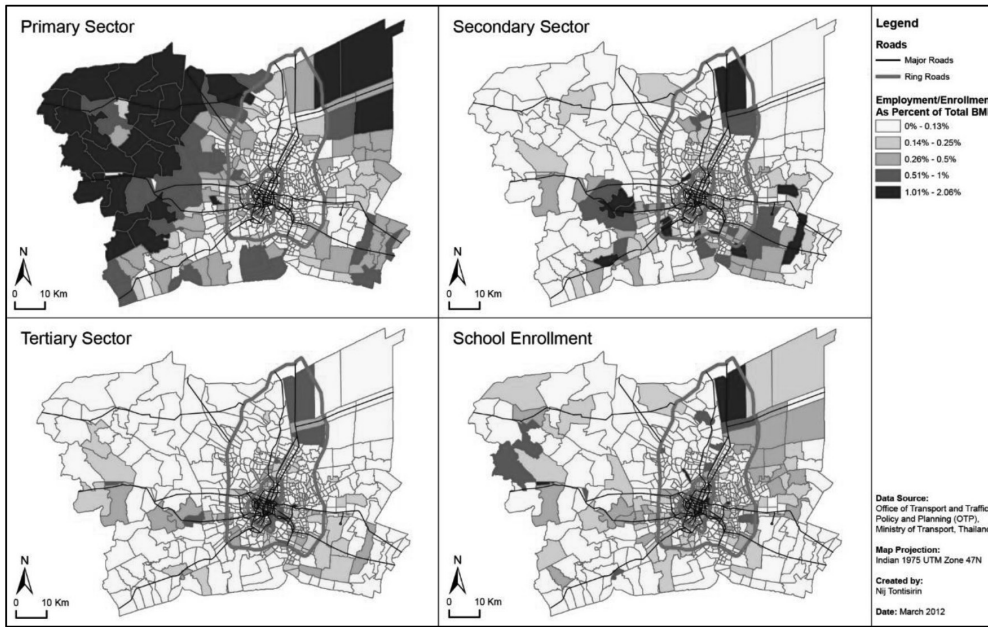 Primary Sector
N
0 10 Km
Secondary Sector
N
0 10 Km
Tertiary Sector
N
0 10 Km
School Enrollment
N
0 10 Km
Legend
Roads
Major Roads
Ring Roads
Employment/Enrollmen
As Percent of Total BM
0% - 0.13%
0.14% - 0.25%
0.26% - 0.5%
0.51% - 1%
1.01% - 2.06%
Data Source:
Office of Transport and Traffic
Policy and Planning (OTP),
Ministry of Transport, Thailand
Map Projection:
Indian 1975 UTM Zone 47N
Created by:
Nij Tontisirin
Date: March 2012